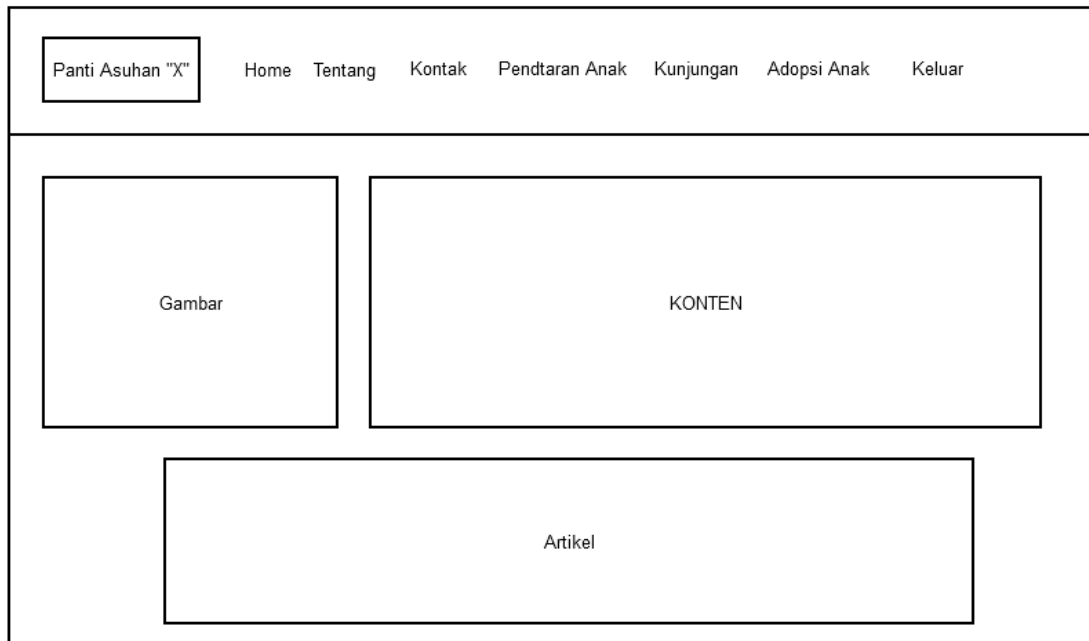 Panti Asuhan "X" Home Tentang Kontak Pendtaran Anak Kunjungan Adopsi Anak Keluar
Gambar KONTEN
Artikel